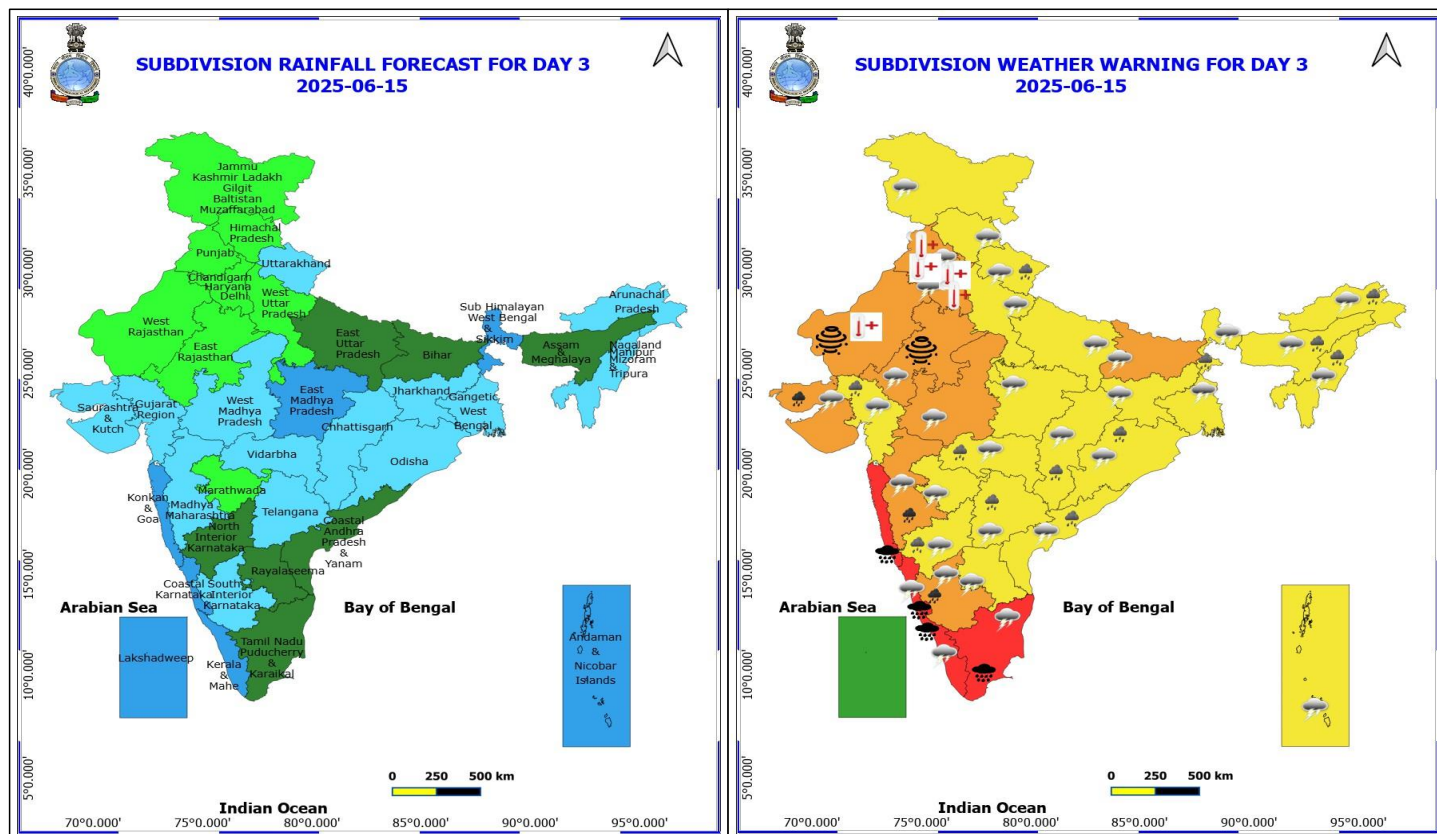 SUBDIVISION RAINFALL FORECAST FOR DAY 3
2025-06-15
40°0.000'
35°0.000'
30°0.000'
25°0.000'
20°0.000'
15°0.000'
10°0.000'
5°0.000'
Jammu
Kashmir Ladakh
Gilgit
Baltistan
Muzaffarabad
Himachal
Pradesh
Punjab
Uttarakhand
Chandigarh
Haryana
Delhi
West
Uttar
Pradesh
West
Rajasthan
East
Rajasthan
East
Uttar
Pradesh
Bihar
Sub Himalayan
West Bengal
&
Sikkim
Arunachal
Pradesh
Assam
&
Meghalaya
Nagaland
Manipur
Mizoram
&
Tripura
Saurashtra
&
Kutch
Gujarat
Region
West
Madhya
Pradesh
East
Madhya
Pradesh
Jharkhand
Gangetic
West
Bengal
Chhattisgarh
Vidarbha
Odisha
Konkan
&
Goa
Madhya
Maharashtra
Marathwada
Telangana
North
Interior
Karnataka
Coastal
Andhra
Pradesh
&
Yanam
Rayalaseema
Coastal
Karnataka
South
Interior
Karnataka
Tamil Nadu
Puducherry
&
Karaikal
Kerala
&
Mahe
Lakshadweep
Andaman
&
Nicobar
Islands
Arabian Sea
Bay of Bengal
0 250 500 km
Indian Ocean
70°0.000' 75°0.000' 80°0.000' 85°0.000' 90°0.000' 95°0.000'
SUBDIVISION WEATHER WARNING FOR DAY 3
2025-06-15
40°0.000'
35°0.000'
30°0.000'
25°0.000'
20°0.000'
15°0.000'
10°0.000'
5°0.000'
Arabian Sea
Bay of Bengal
0 250 500 km
Indian Ocean
70°0.000' 75°0.000' 80°0.000' 85°0.000' 90°0.000' 95°0.000'